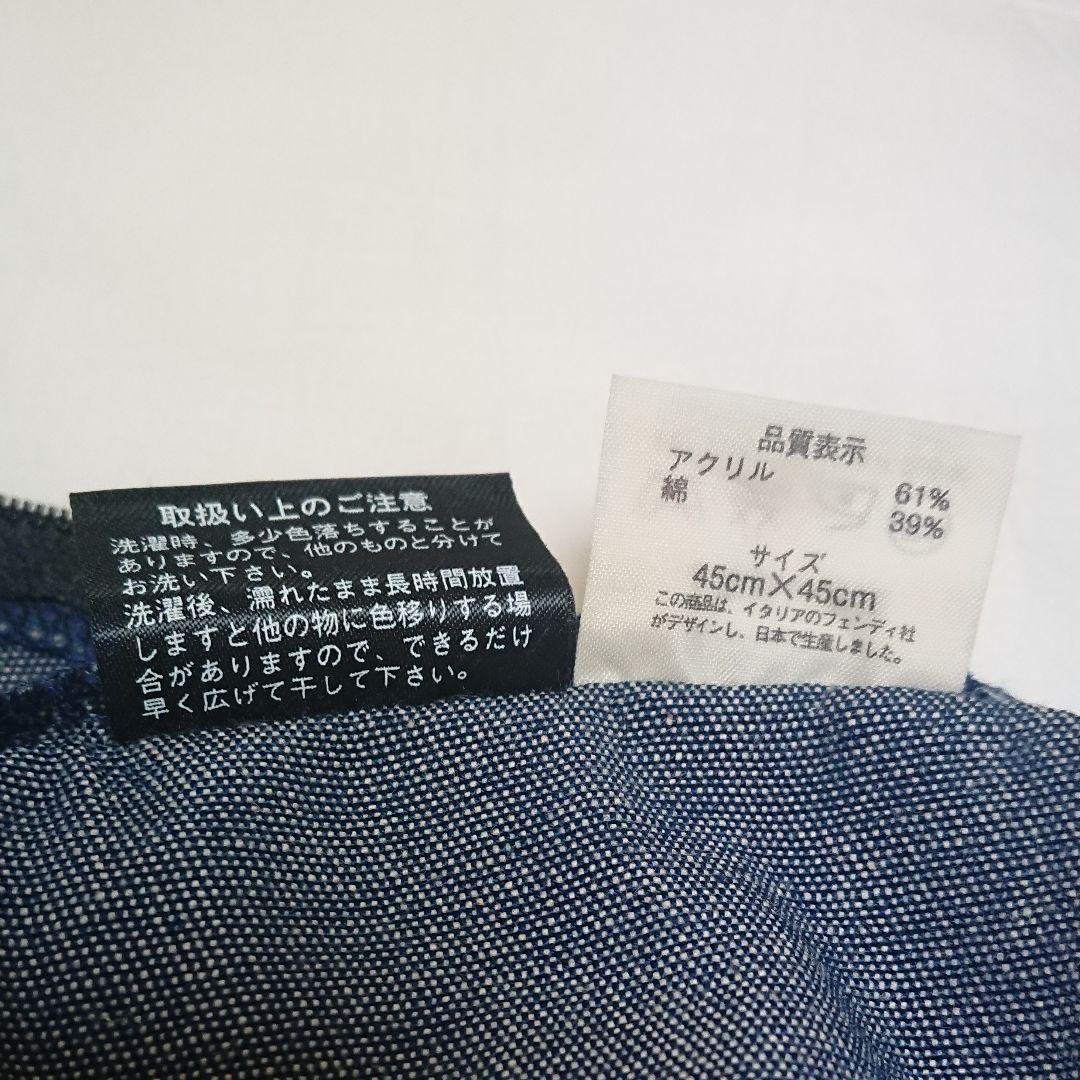 取扱い上のご注意
洗濯時、多少色落ちすることが
ありますので、他のものと分けて
お洗い下さい。
洗濯後、濡れたまま長時間放置
しますと他の物に色移りする場
合がありますので、できるだけ
早く広げて干して下さい。
品質表示
アクリル 61%
綿 39%
サイズ
45cm×45cm
この商品は、イタリアのフェンディ社
がデザインし、日本で生産しました。